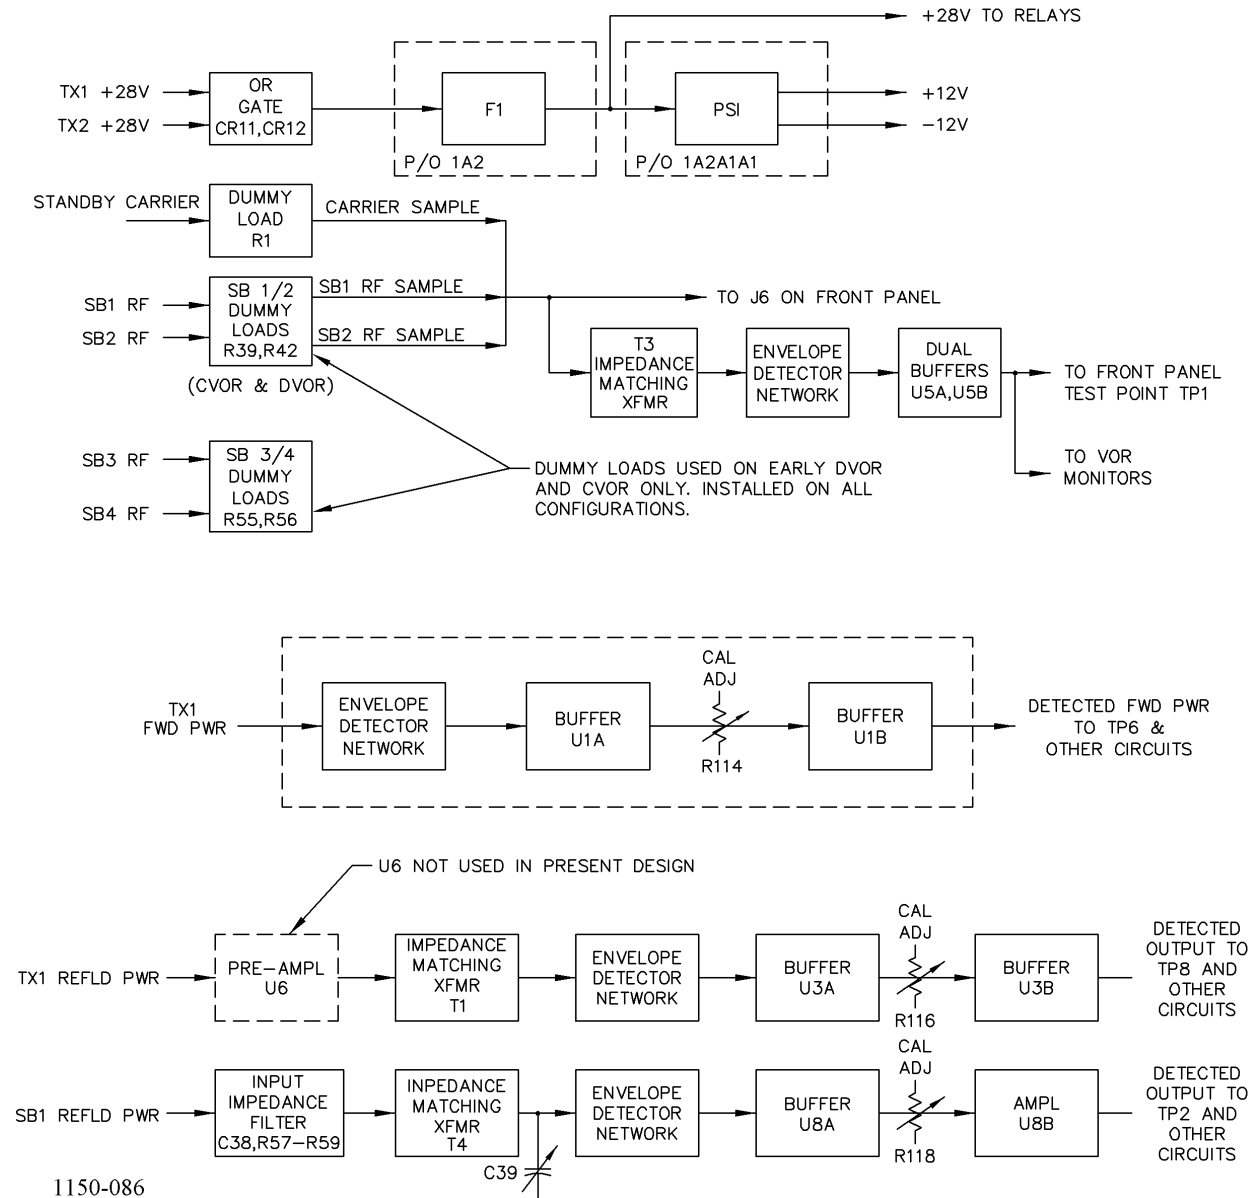 +28V TO RELAYS
TX1 +28V
TX2 +28V
OR
GATE
CR11,CR12
F1
P/O 1A2
PSI
P/O 1A2A1A1
+12V
-12V
STANDBY CARRIER
DUMMY
LOAD
R1
CARRIER SAMPLE
SB1 RF
SB2 RF
SB 1/2
DUMMY
LOADS
R39,R42
(CVOR & DVOR)
SB1 RF SAMPLE
SB2 RF SAMPLE
TO J6 ON FRONT PANEL
T3
IMPEDANCE
MATCHING
XFMR
ENVELOPE
DETECTOR
NETWORK
DUAL
BUFFERS
U5A,U5B
TO FRONT PANEL
TEST POINT TP1
TO VOR
MONITORS
SB3 RF
SB4 RF
SB 3/4
DUMMY
LOADS
R55,R56
DUMMY LOADS USED ON EARLY DVOR
AND CVOR ONLY. INSTALLED ON ALL
CONFIGURATIONS.
TX1
FWD PWR
ENVELOPE
DETECTOR
NETWORK
BUFFER
U1A
CAL
ADJ
R114
BUFFER
U1B
DETECTED FWD PWR
TO TP6 &
OTHER CIRCUITS
U6 NOT USED IN PRESENT DESIGN
TX1 REFLD PWR
PRE-AMPL
U6
IMPEDANCE
MATCHING
XFMR
T1
ENVELOPE
DETECTOR
NETWORK
BUFFER
U3A
CAL
ADJ
R116
BUFFER
U3B
DETECTED
OUTPUT TO
TP8 AND
OTHER
CIRCUITS
SB1 REFLD PWR
INPUT
IMPEDANCE
FILTER
C38,R57-R59
INPEDANCE
MATCHING
XFMR
T4
C39
ENVELOPE
DETECTOR
NETWORK
BUFFER
U8A
CAL
ADJ
R118
AMPL
U8B
DETECTED
OUTPUT TO
TP2 AND
OTHER
CIRCUITS
1150-086